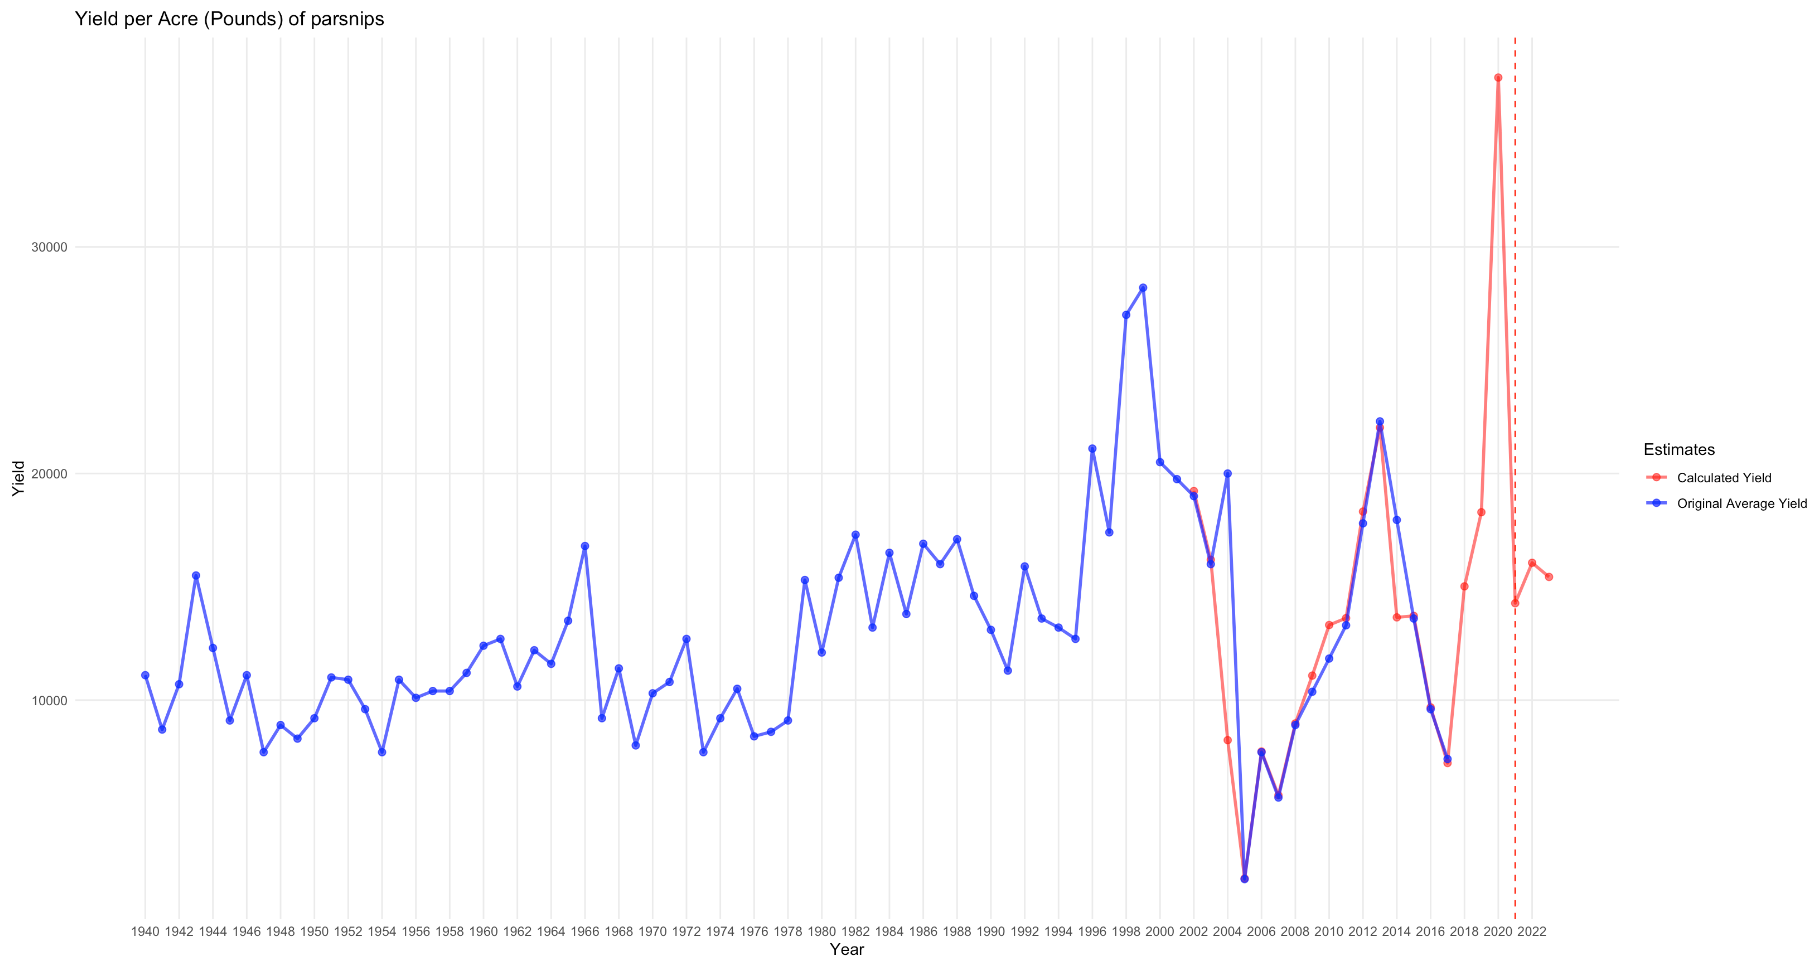 Yield per Acre (Pounds) of parsnips
30000
20000
10000
Yield
1940 1942 1944 1946 1948 1950 1952 1954 1956 1958 1960 1962 1964 1966 1968 1970 1972 1974 1976 1978 1980 1982 1984 1986 1988 1990 1992 1994 1996 1998 2000 2002 2004 2006 2008 2010 2012 2014 2016 2018 2020 2022
Year
Estimates
Calculated Yield
Original Average Yield